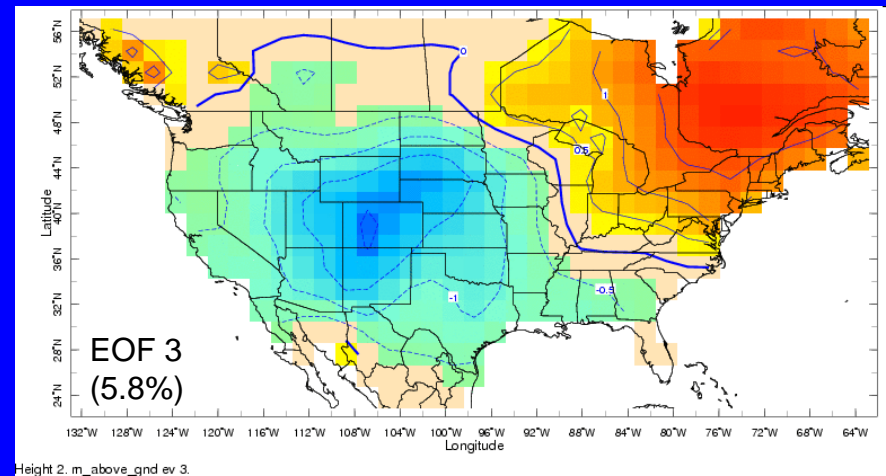 56°N
52°N
48°N
44°N
40°N
36°N
32°N
28°N
24°N
Latitude
0
1
0.5
-0.5
-1
EOF 3
(5.8%)
132°W 128°W 124°W 120°W 116°W 112°W 108°W 104°W 100°W 96°W 92°W 88°W 84°W 80°W 76°W 72°W 68°W 64°W
Longitude
Height 2. m_above_gnd ev 3.